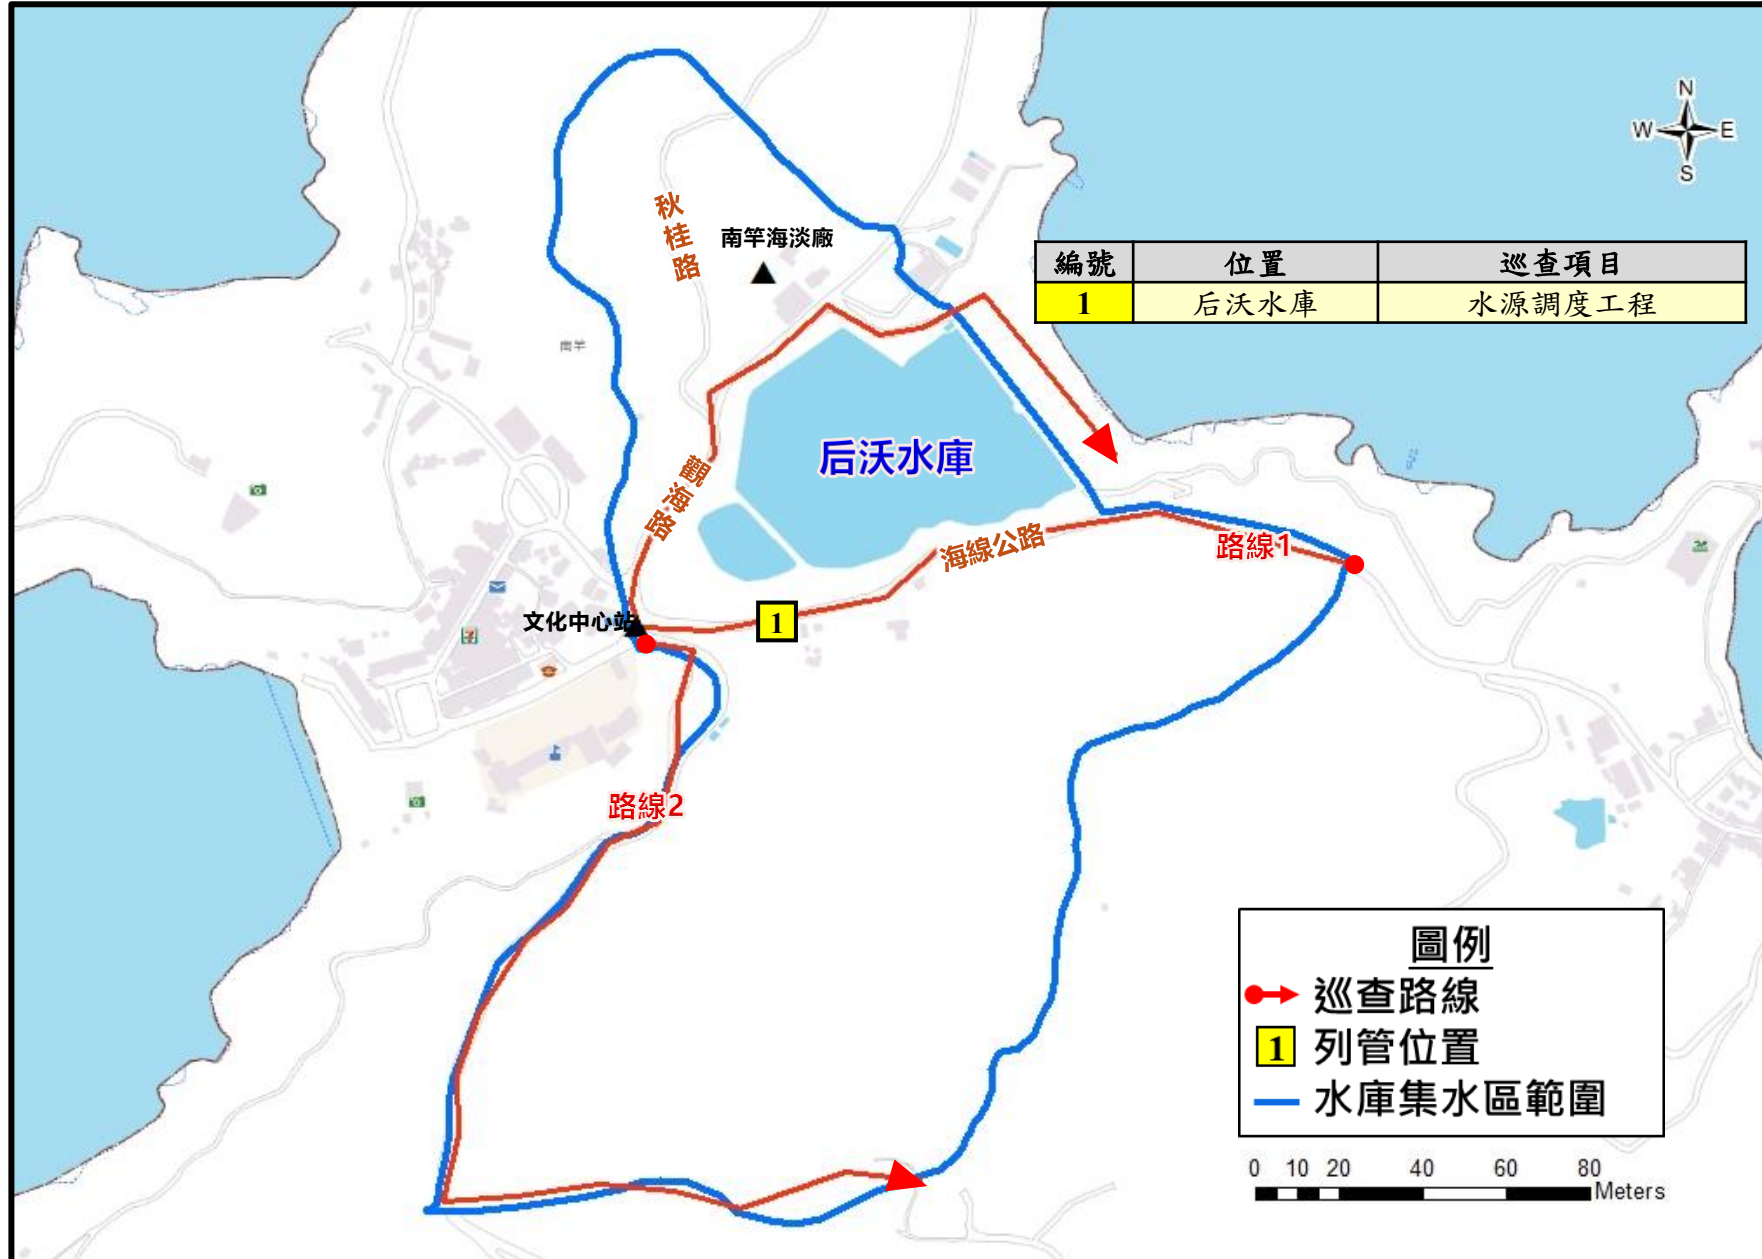 N
W E
S
秋桂路
南竿海淡廠
編號 位置 巡查項目
1 后沃水庫 水源調度工程
南竿
后沃水庫
觀海路
海線公路
路線1
文化中心站
1
路線2
圖例
巡查路線
1 列管位置
水庫集水區範圍
0 10 20 40 60 80
Meters